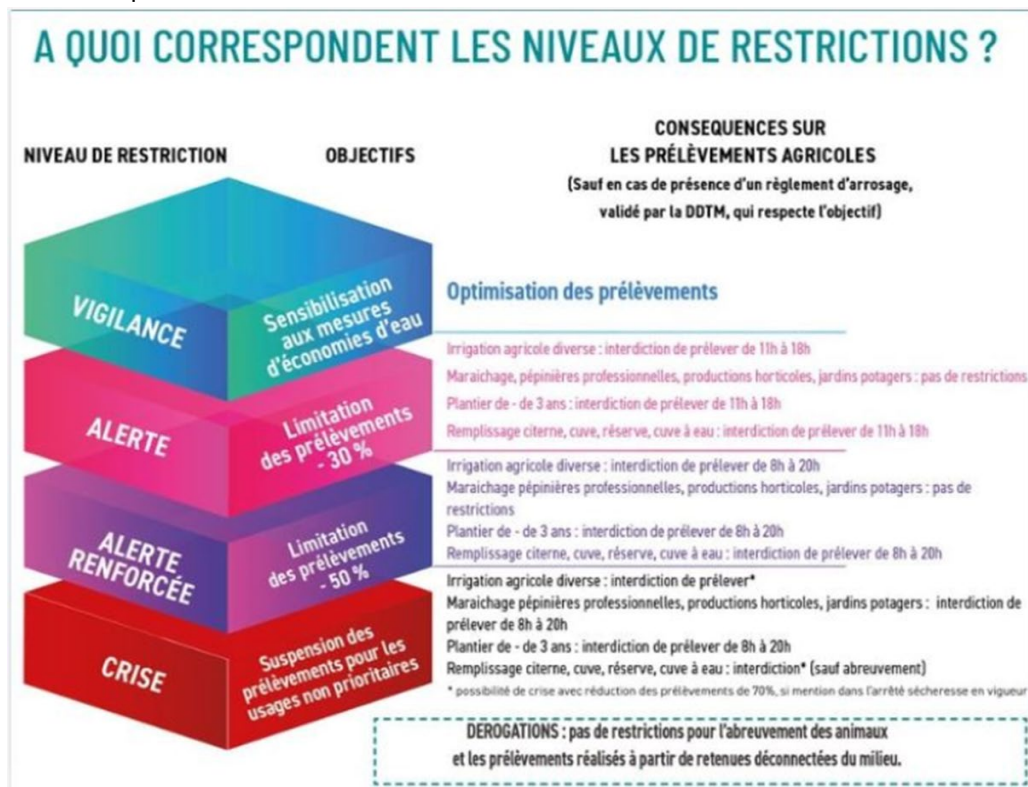 A QUOI CORRESPONDENT LES NIVEAUX DE RESTRICTIONS ?
NIVEAU DE RESTRICTION
OBJECTIFS
CONSEQUENCES SUR
LES PRÉLÈVEMENTS AGRICOLES
(Sauf en cas de présence d'un règlement d'arrosage,
validé par la DDTM, qui respecte l'objectif)
VIGILANCE
Sensibilisation
aux mesures
d'économies d'eau
Optimisation des prélèvements
ALERTE
Limitation
des prélèvements
- 30 %
Irrigation agricole diverse : interdiction de prélever de 11h à 18h
Maraichage, pépinières professionnelles, productions horticoles, jardins potagers : pas de restrictions
Plantier de - de 3 ans : interdiction de prélever de 11h à 18h
Remplissage citerne, cuve, réserve, cuve à eau : interdiction de prélever de 11h à 18h
ALERTE
RENFORCÉE
Limitation
des prélèvements
- 50 %
Irrigation agricole diverse : interdiction de prélever de 8h à 20h
Maraichage pépinières professionnelles, productions horticoles, jardins potagers : pas de
restrictions
Plantier de - de 3 ans : interdiction de prélever de 8h à 20h
Remplissage citerne, cuve, réserve, cuve à eau : interdiction de prélever de 8h à 20h
CRISE
Suspension des
prélèvements pour les
usages non prioritaires
Irrigation agricole diverse : interdiction de prélever*
Maraichage pépinières professionnelles, productions horticoles, jardins potagers : interdiction de
prélever de 8h à 20h
Plantier de - de 3 ans : interdiction de prélever de 8h à 20h
Remplissage citerne, cuve, réserve, cuve à eau : interdiction* (sauf abreuvement)
* possibilité de crise avec réduction des prélèvements de 70%, si mention dans l'arrêté sécheresse en vigueur
DEROGATIONS : pas de restrictions pour l'abreuvement des animaux
et les prélèvements réalisés à partir de retenues déconnectées du milieu.